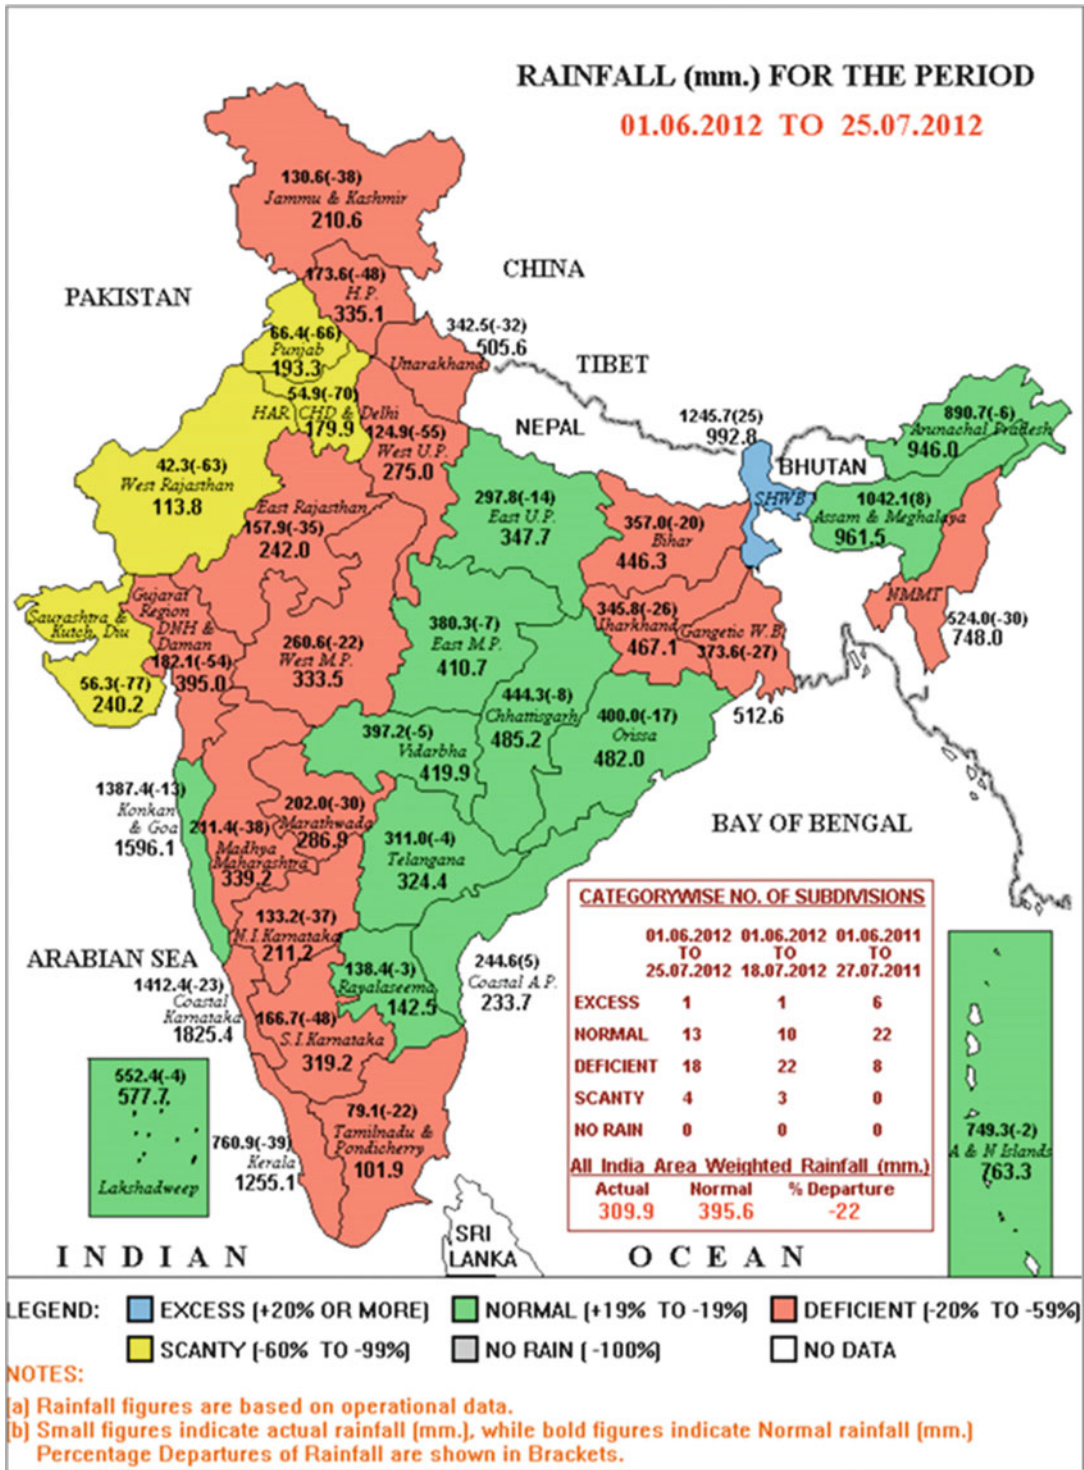 RAINFALL (mm.) FOR THE PERIOD
01.06.2012 TO 25.07.2012
130.6(-38)
Jammu & Kashmir
210.6
CHINA
173.6(-48)
H.P.
335.1
PAKISTAN
342.5(-32)
505.6
Uttarakhand
66.4(-66)
Punjab
193.3
TIBET
54.9(-70)
HAR CHD & Delhi
179.9
124.9(-55)
West U.P.
275.0
NEPAL
1245.7(25)
992.8
SHWB
BHUTAN
890.7(-6)
Arunachal Pradesh
946.0
42.3(-63)
West Rajasthan
113.8
East Rajasthan
157.9(-35)
242.0
297.8(-14)
East U.P.
347.7
357.0(-20)
Bihar
446.3
1042.1(8)
Assam & Meghalaya
961.5
NMMT
524.0(-30)
748.0
Saurashtra &
Kutch, Diu
56.3(-77)
240.2
Gujarat
Region
DNH &
Daman
182.1(-54)
395.0
260.6(-22)
West M.P.
333.5
380.3(-7)
East M.P.
410.7
345.8(-26)
Jharkhand
467.1
Gangetic W.B.
373.6(-27)
512.6
444.3(-8)
Chhattisgarh
485.2
400.0(-17)
Orissa
482.0
397.2(-5)
Vidarbha
419.9
1387.4(-13)
Konkan
& Goa
1596.1
202.0(-30)
Marathwada
286.9
211.4(-38)
Madhya
Maharashtra
339.2
311.0(-4)
Telangana
324.4
BAY OF BENGAL
133.2(-37)
N.I.Karnataka
211.2
ARABIAN SEA
1412.4(-23)
Coastal
Karnataka
1825.4
138.4(-3)
Rayalaseema
142.5
244.6(5)
Coastal A.P.
233.7
166.7(-48)
S.I.Karnataka
319.2
552.4(-4)
577.7
Lakshadweep
760.9(-39)
Kerala
1255.1
79.1(-22)
Tamilnadu &
Pondicherry
101.9
CATEGORYWISE NO. OF SUBDIVISIONS
01.06.2012 01.06.2012 01.06.2011
TO TO TO
25.07.2012 18.07.2012 27.07.2011
EXCESS 1 1 6
NORMAL 13 10 22
DEFICIENT 18 22 8
SCANTY 4 3 0
NO RAIN 0 0 0
All India Area Weighted Rainfall (mm.)
Actual Normal % Departure
309.9 395.6 -22
749.3(-2)
A & N Islands
763.3
SRI
LANKA
INDIAN OCEAN
LEGEND: EXCESS (+20% OR MORE) NORMAL (+19% TO -19%) DEFICIENT (-20% TO -59%)
SCANTY (-60% TO -99%) NO RAIN (-100%) NO DATA
NOTES:
(a) Rainfall figures are based on operational data.
(b) Small figures indicate actual rainfall (mm.), while bold figures indicate Normal rainfall (mm.)
Percentage Departures of Rainfall are shown in Brackets.